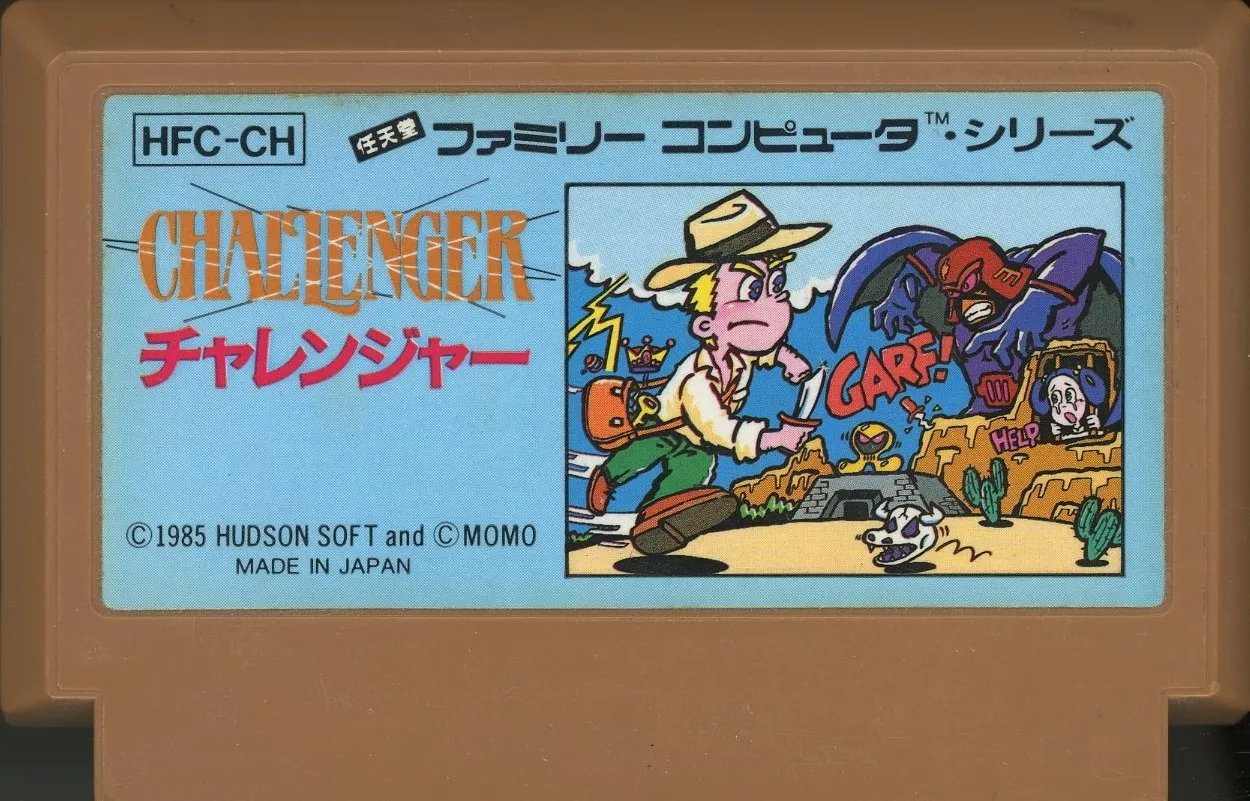 HFC-CH
任天堂 ファミリー コンピュータ™・シリーズ
CHALLENGER
チャレンジャー
GARF!
HELP
©1985 HUDSON SOFT and ©MOMO
MADE IN JAPAN